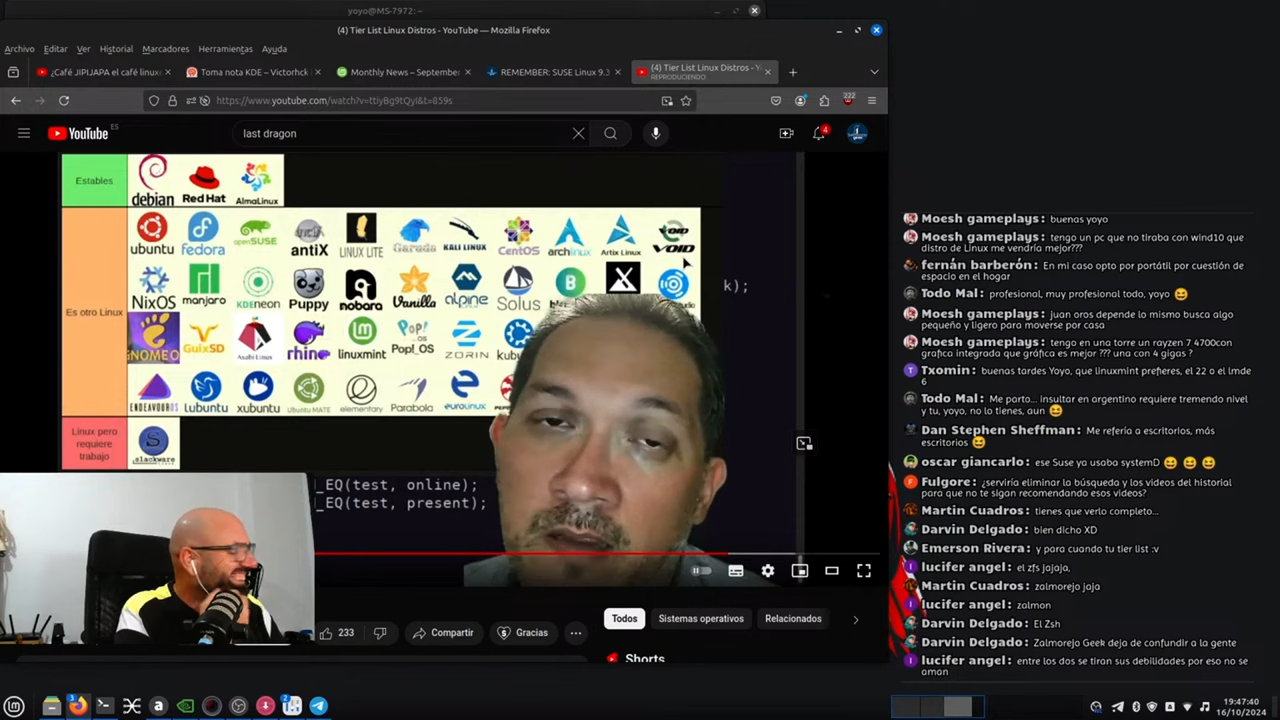 yoyo@MS-7972: ~
(4) Tier List Linux Distros - YouTube — Mozilla Firefox
Archivo Editar Ver Historial Marcadores Herramientas Ayuda
¿Café JIPIJAPA el café linuxe
Toma nota KDE – Victorhck
Monthly News – September
REMEMBER: SUSE Linux 9.3
(4) Tier List Linux Distros - Yo
REPRODUCIENDO
https://www.youtube.com/watch?v=ttiyBg9tQyI&t=859s
222
YouTube ES
last dragon
4
Estables
debian Red Hat AlmaLinux
Es otro Linux
ubuntu fedora openSUSE antiX LINUX LITE Garuda KALI LINUX CentOS archlinux Artix Linux VOID
k);
NixOS manjaro KDE neon Puppy nobara Vanilla alpine Solus
GNOME O GuixSD Asahi Linux rhino linuxmint Pop!_OS ZORIN kubu
ENDEAVOUROS lubuntu xubuntu Ubuntu MATE elementary Parabola eurolinux
Linux pero
requiere
trabajo
slackware
_EQ(test, online);
_EQ(test, present);
233 Compartir Gracias
Todos Sistemas operativos Relacionados
Shorts
Moesh gameplays: buenas yoyo
Moesh gameplays: tengo un pc que no tiraba con wind10 que
distro de Linux me vendría mejor???
fernán barberōn: En mi caso opto por portátil por cuestión de
espacio en el hogar
Todo Mal: profesional, muy profesional todo, yoyo 😆
Moesh gameplays: juan oros depende lo mismo busca algo
pequeño y ligero para moverse por casa
Moesh gameplays: tengo en una torre un rayzen 7 4700con
grafica integrada que gráfica es mejor ??? una con 4 gigas ?
Txomin: buenas tardes Yoyo, que linuxmint preferes, el 22 o el lmde
6
Todo Mal: Me porto... insultar en argentino requiere tremendo nivel
y tu, yoyo, no lo tienes, aun 😆
Dan Stephen Sheffman: Me refería a escritorios, más
escritorios 😆
oscar giancarlo: ese Suse ya usaba systemD 😆 😆 😆
Fulgore: ¿serviría eliminar la búsqueda y los videos del historial
para que no te sigan recomendando esos videos?
Martin Cuadros: tienes que verlo completo...
Darvin Delgado: bien dicho XD
Emerson Rivera: y para cuando tu tier list :v
lucifer angel: el zfs jajaja,
Martin Cuadros: zalmorejo jaja
lucifer angel: zalmon
Darvin Delgado: El Zsh
Darvin Delgado: Zalmorejo Geek deja de confundir a la gente
lucifer angel: entre los dos se tiran sus debilidades por eso no se
aman
19:47:40
16/10/2024